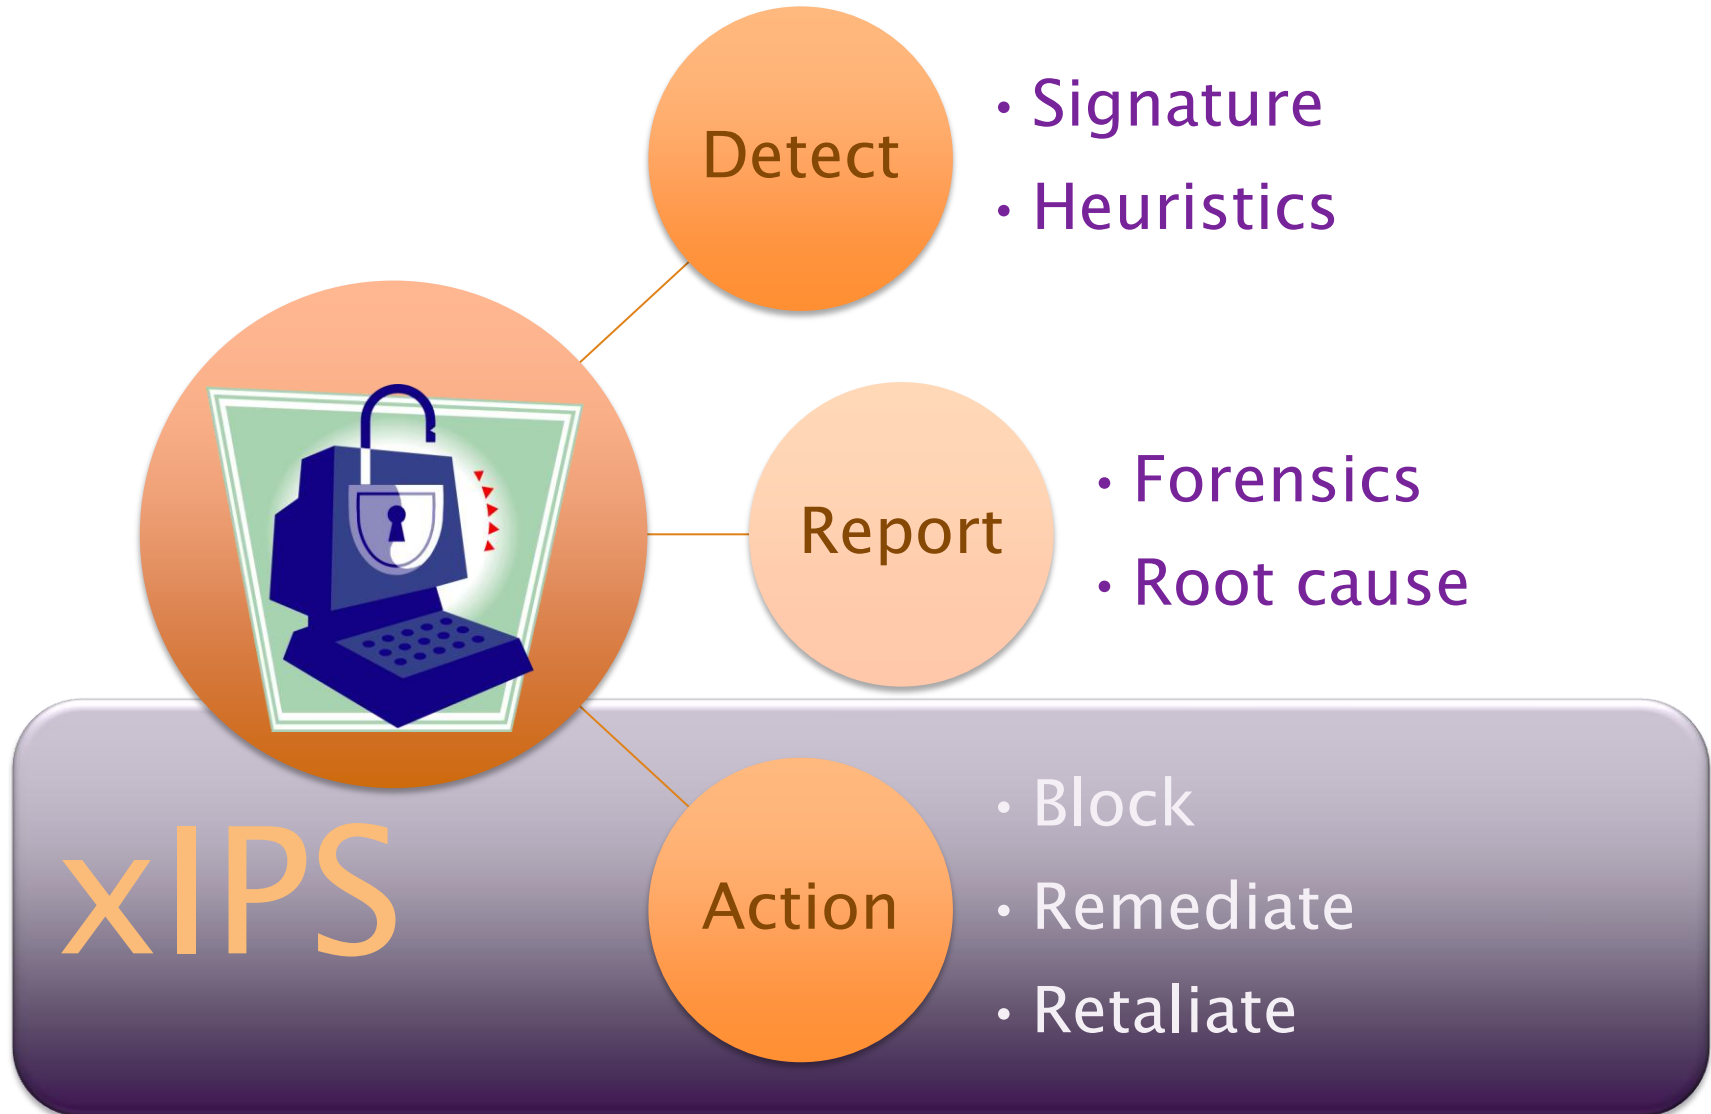 Detect
• Signature
• Heuristics
Report
• Forensics
• Root cause
xIPS
Action
• Block
• Remediate
• Retaliate